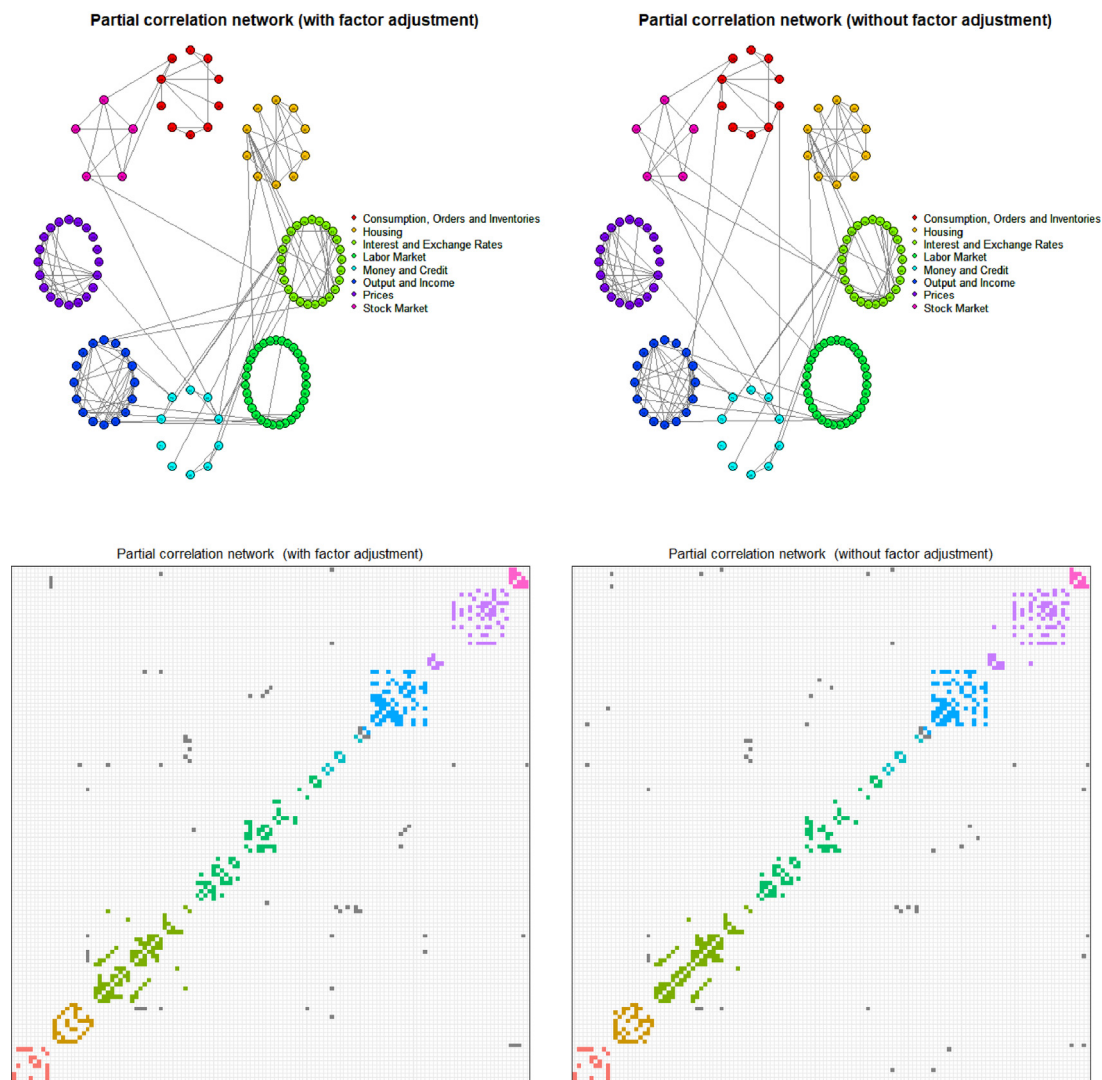 Partial correlation network (with factor adjustment)
Partial correlation network (without factor adjustment)
Consumption, Orders and Inventories
Housing
Interest and Exchange Rates
Labor Market
Money and Credit
Output and Income
Prices
Stock Market
Consumption, Orders and Inventories
Housing
Interest and Exchange Rates
Labor Market
Money and Credit
Output and Income
Prices
Stock Market
Partial correlation network (with factor adjustment)
Partial correlation network (without factor adjustment)